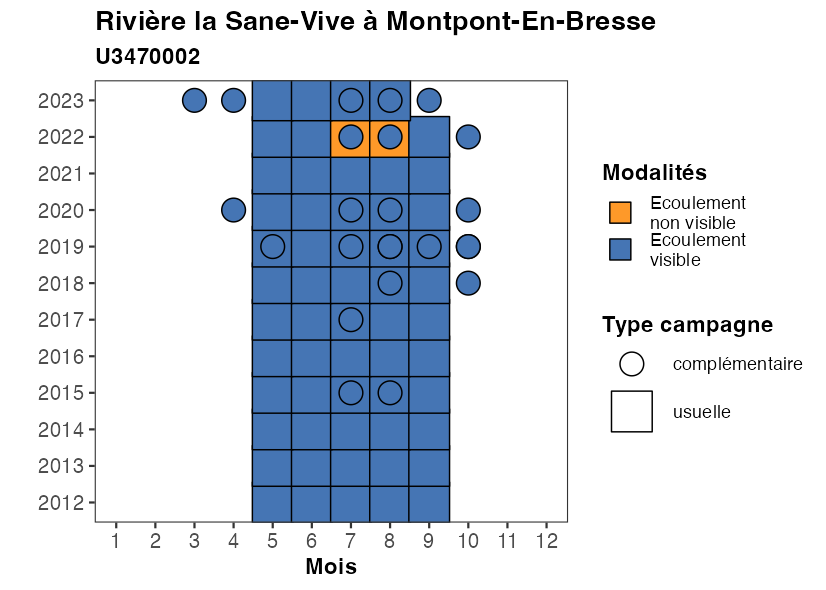 Rivière la Sane-Vive à Montpont-En-Bresse
U3470002
2023
2022
2021
2020
2019
2018
2017
2016
2015
2014
2013
2012
1 2 3 4 5 6 7 8 9 10 11 12
Mois
Modalités
Ecoulement
non visible
Ecoulement
visible
Type campagne
complémentaire
usuelle